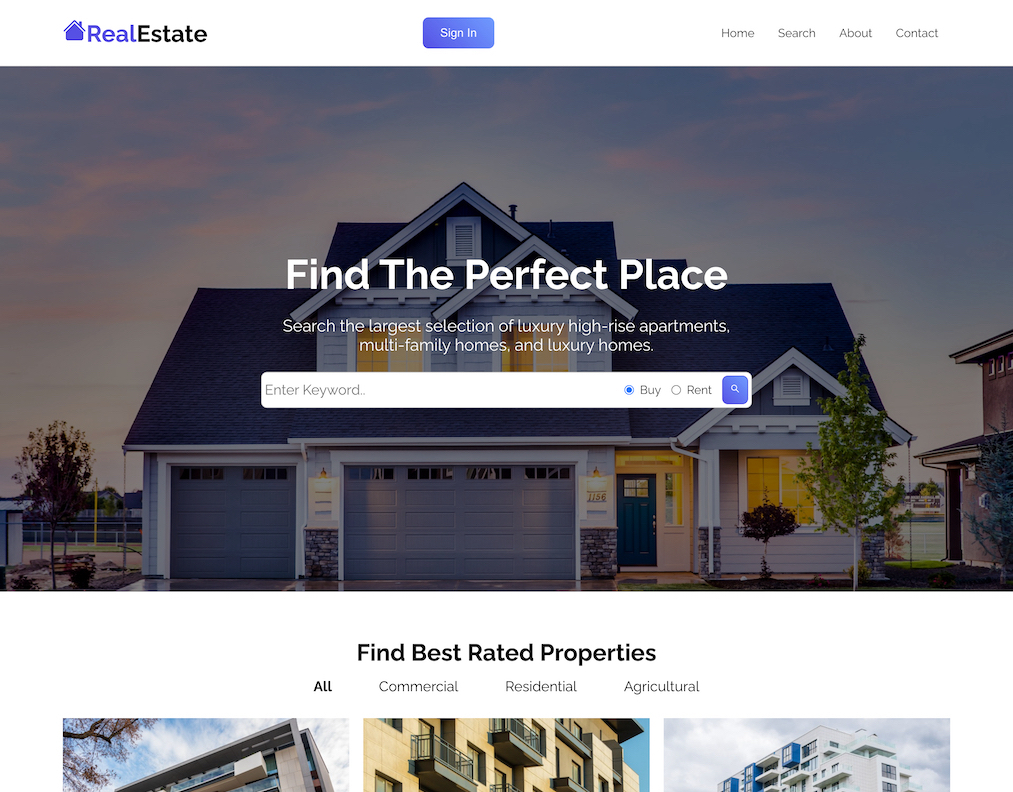 RealEstate
Sign In
Home
Search
About
Contact
Find The Perfect Place
Search the largest selection of luxury high-rise apartments,
multi-family homes, and luxury homes.
Enter Keyword..
Buy
Rent
1156
Find Best Rated Properties
All
Commercial
Residential
Agricultural